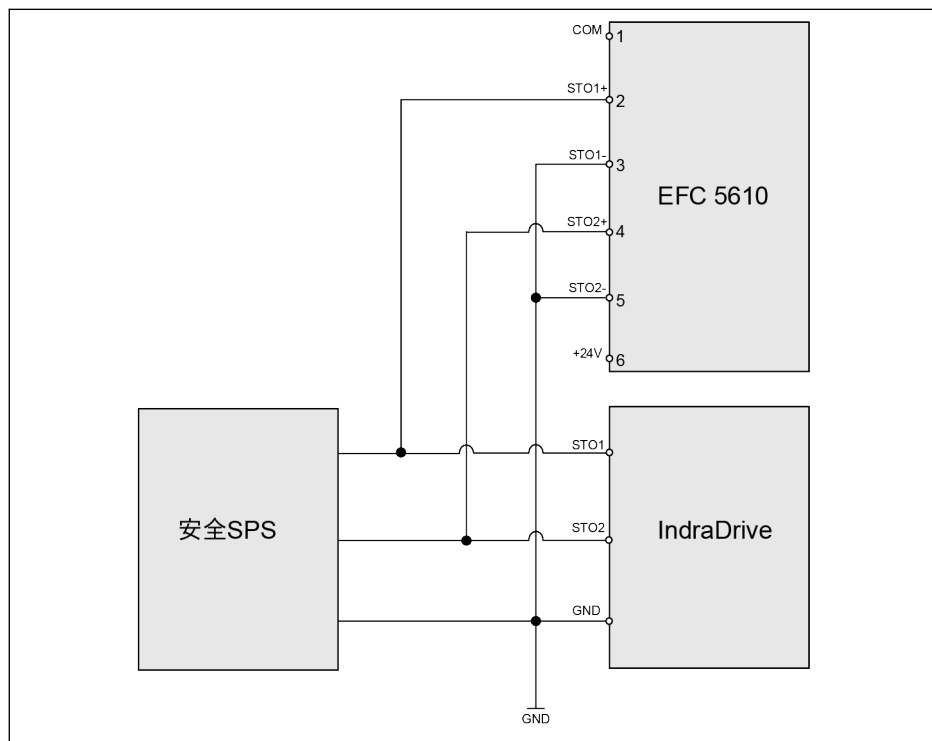 COM
1
STO1+
2
STO1-
3
EFC 5610
STO2+
4
STO2-
5
+24V
6
STO1
安全SPS
STO2
IndraDrive
GND
GND